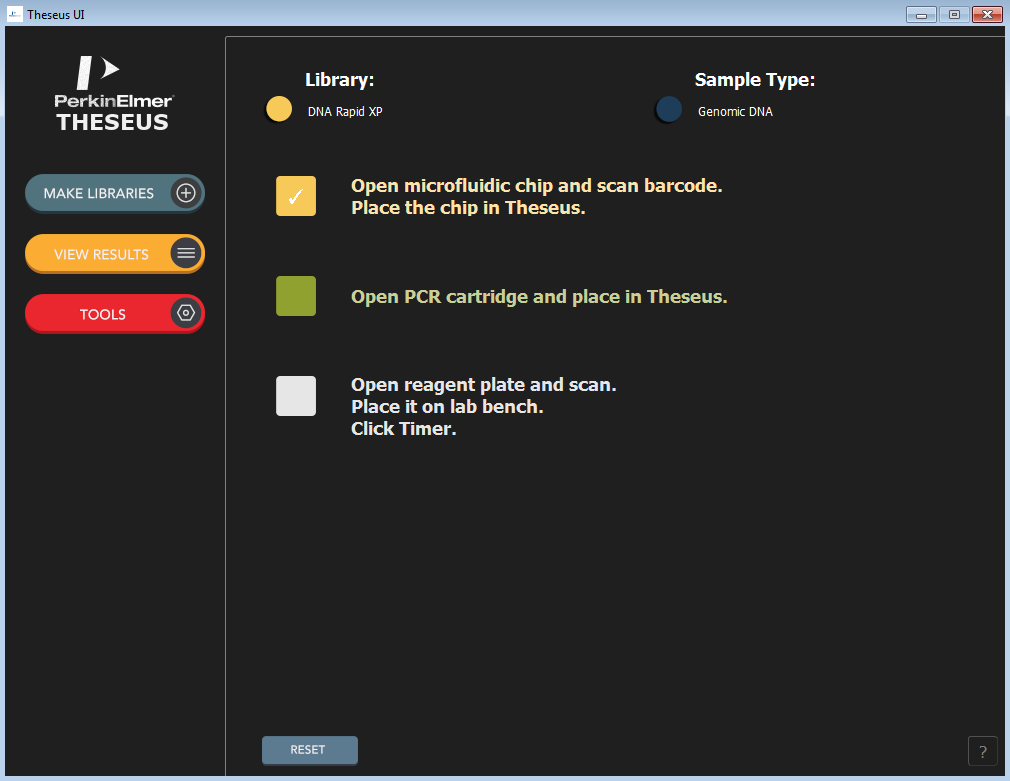 Theseus UI
PerkinElmer
THESEUS
MAKE LIBRARIES
VIEW RESULTS
TOOLS
Library:
DNA Rapid XP
Sample Type:
Genomic DNA
Open microfluidic chip and scan barcode.
Place the chip in Theseus.
Open PCR cartridge and place in Theseus.
Open reagent plate and scan.
Place it on lab bench.
Click Timer.
RESET
?